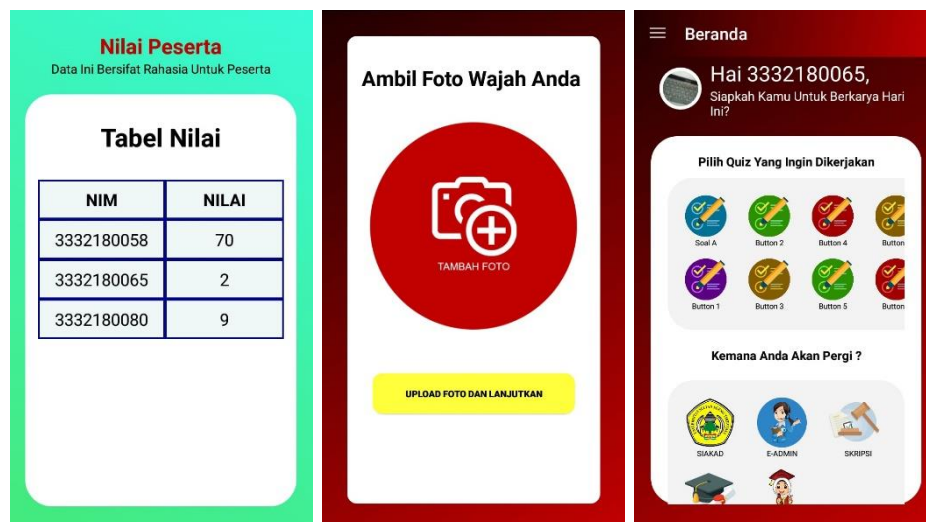 Nilai Peserta
Data Ini Bersifat Rahasia Untuk Peserta
Tabel Nilai
NIM NILAI
3332180058 70
3332180065 2
3332180080 9
Ambil Foto Wajah Anda
TAMBAH FOTO
UPLOAD FOTO DAN LANJUTKAN
Beranda
Hai 3332180065,
Siapkah Kamu Untuk Berkarya Hari
Ini?
Pilih Quiz Yang Ingin Dikerjakan
Soal A Button 2 Button 4 Button
Button 1 Button 3 Button 5 Button
Kemana Anda Akan Pergi ?
SIAKAD E-ADMIN SKRIPSI